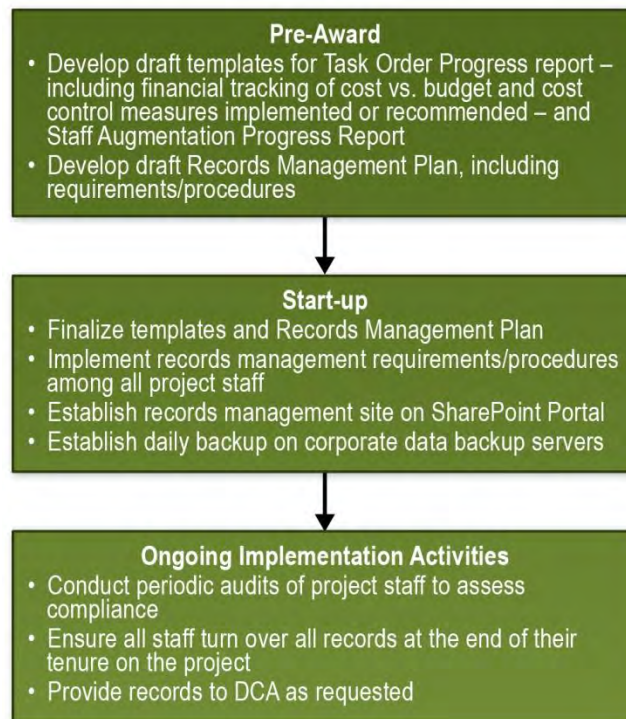 Pre-Award
• Develop draft templates for Task Order Progress report –
including financial tracking of cost vs. budget and cost
control measures implemented or recommended – and
Staff Augmentation Progress Report
• Develop draft Records Management Plan, including
requirements/procedures
Start-up
• Finalize templates and Records Management Plan
• Implement records management requirements/procedures
among all project staff
• Establish records management site on SharePoint Portal
• Establish daily backup on corporate data backup servers
Ongoing Implementation Activities
• Conduct periodic audits of project staff to assess
compliance
• Ensure all staff turn over all records at the end of their
tenure on the project
• Provide records to DCA as requested